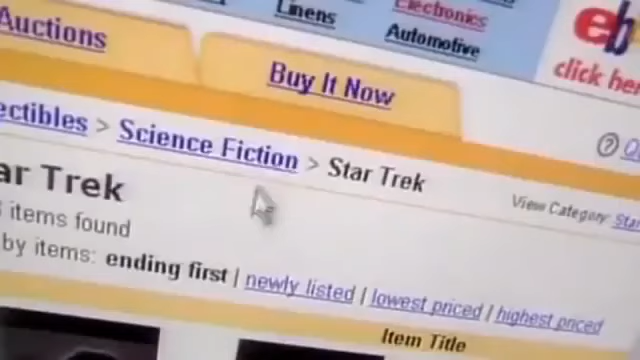 Linens
Electronics
Automotive
Auctions
Buy It Now
click her
ectibles > Science Fiction > Star Trek
ar Trek
View Category: Star
items found
by items: ending first | newly listed | lowest priced | highest priced
Item Title